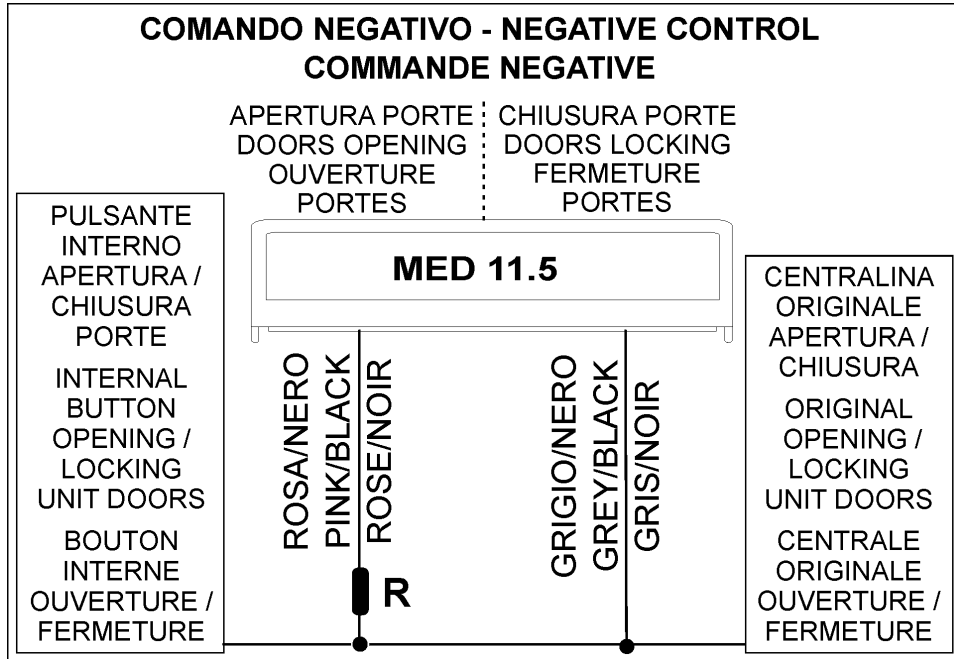 COMANDO NEGATIVO - NEGATIVE CONTROL
COMMANDE NEGATIVE
APERTURA PORTE
DOORS OPENING
OUVERTURE
PORTES
CHIUSURA PORTE
DOORS LOCKING
FERMETURE
PORTES
PULSANTE
INTERNO
APERTURA /
CHIUSURA
PORTE
INTERNAL
BUTTON
OPENING /
LOCKING
UNIT DOORS
BOUTON
INTERNE
OUVERTURE /
FERMETURE
MED 11.5
ROSA/NERO
PINK/BLACK
ROSE/NOIR
R
GRIGIO/NERO
GREY/BLACK
GRIS/NOIR
CENTRALINA
ORIGINALE
APERTURA /
CHIUSURA
ORIGINAL
OPENING /
LOCKING
UNIT DOORS
CENTRALE
ORIGINALE
OUVERTURE /
FERMETURE